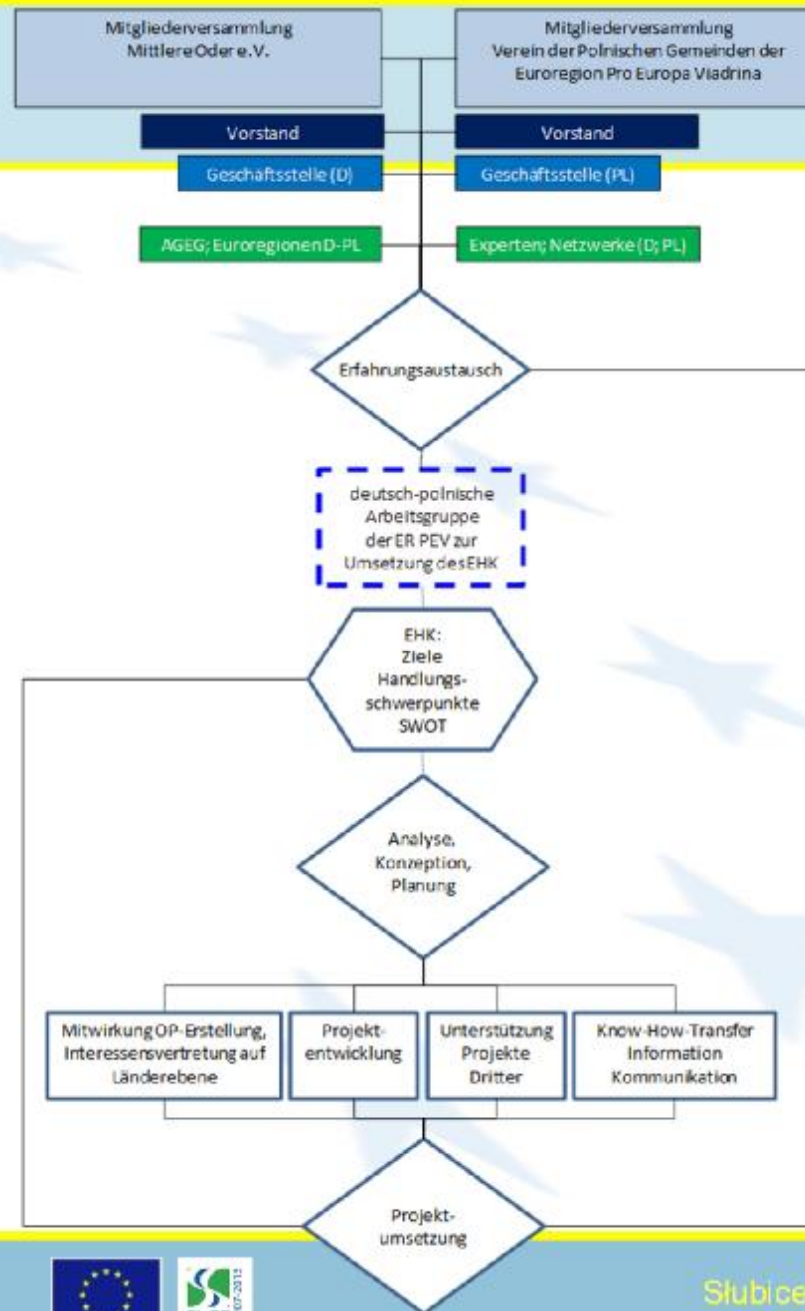 Mitgliederversammlung
Mittlere Oder e.V.
Mitgliederversammlung
Verein der Polnischen Gemeinden der
Euroregion Pro Europa Viadrina
Vorstand
Vorstand
Geschäftsstelle (D)
Geschäftsstelle (PL)
AGEG; Euroregionen D-PL
Experten; Netzwerke (D; PL)
Erfahrungsaustausch
deutsch-polnische
Arbeitsgruppe
der ER PEV zur
Umsetzung des EHK
EHK:
Ziele
Handlungs-
schwerpunkte
SWOT
Analyse,
Konzeption,
Planung
Mitwirkung OP-Erstellung,
Interessensvertretung auf
Länderebene
Projekt-
entwicklung
Unterstützung
Projekte
Dritter
Know-How-Transfer
Information
Kommunikation
Projekt-
umsetzung
07-2013
Słubice